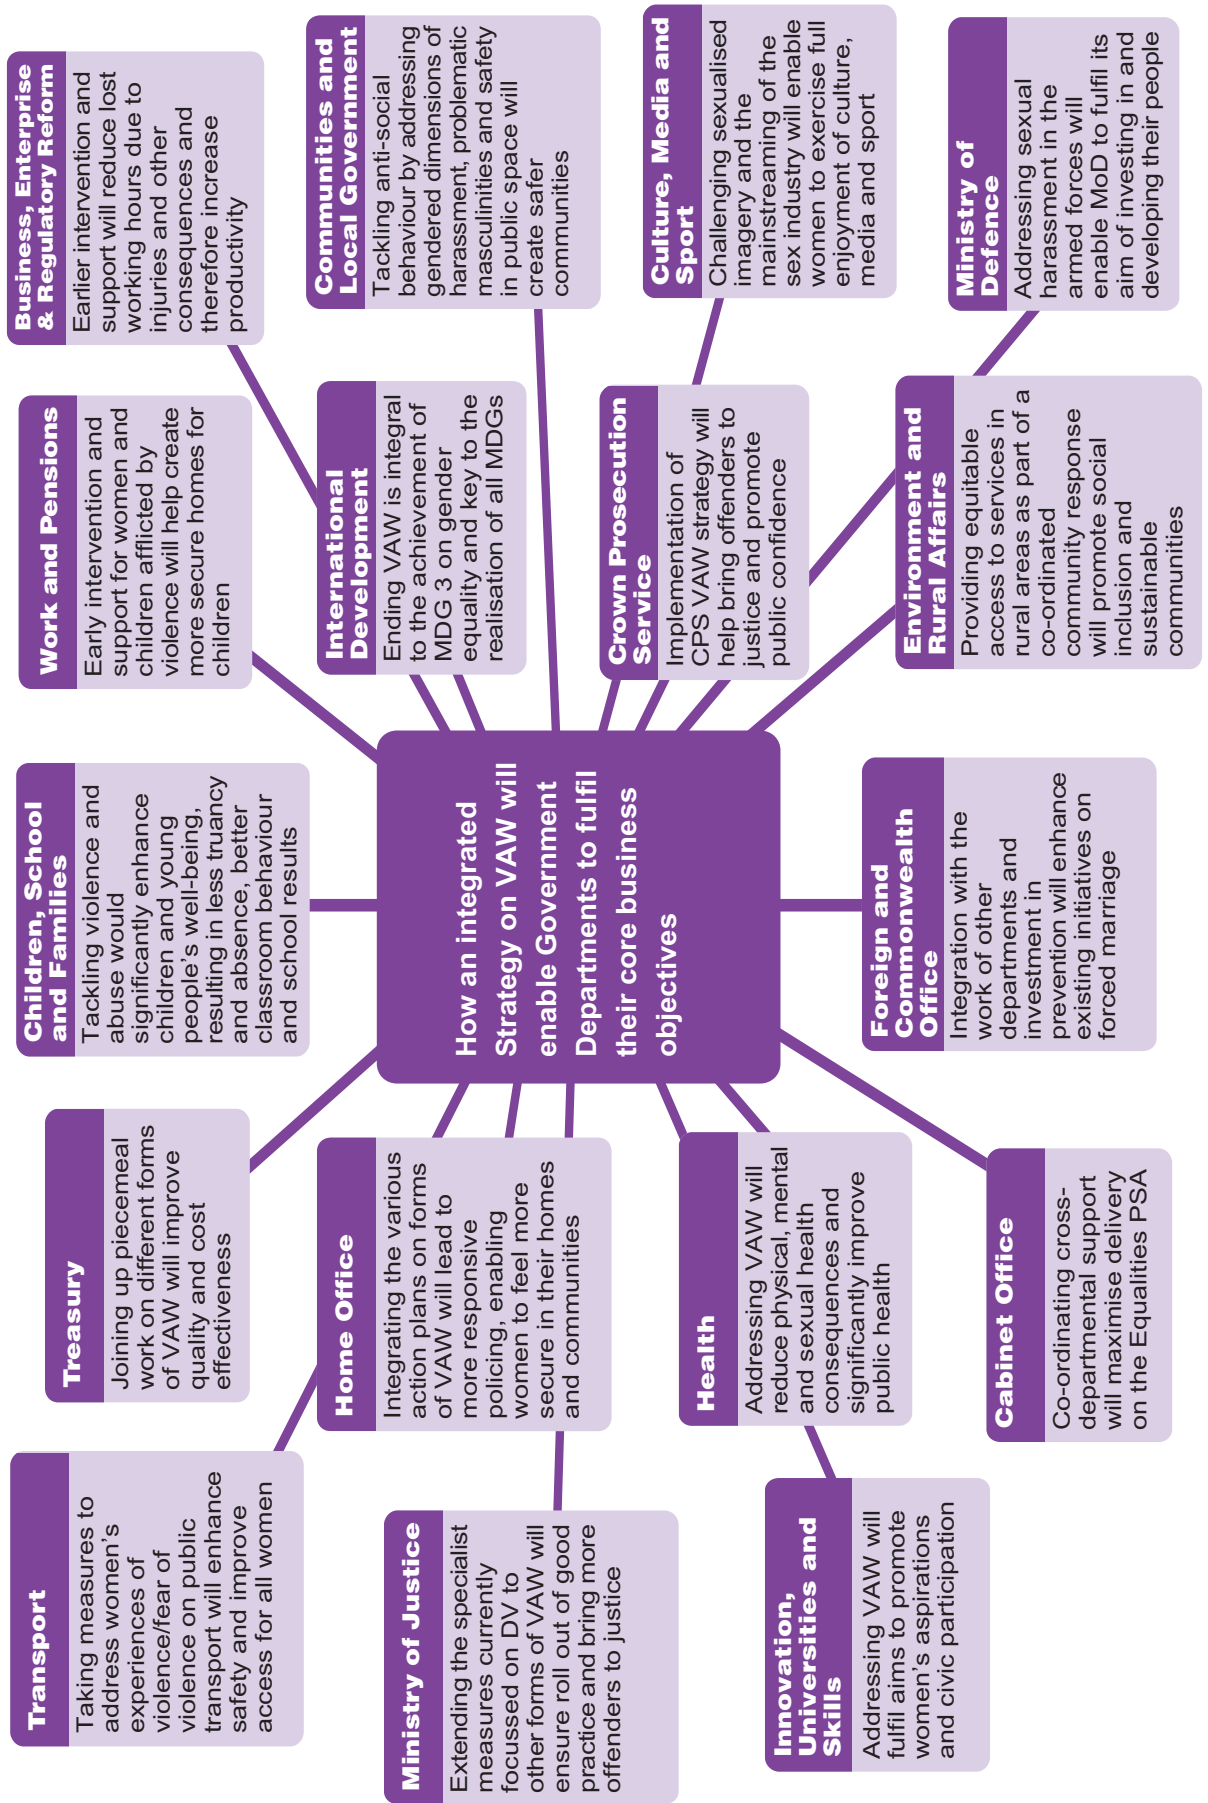 Transport
Taking measures to
address women's
experiences of
violence/fear of
violence on public
transport will enhance
safety and improve
access for all women
Treasury
Joining up piecemeal
work on different forms
of VAW will improve
quality and cost
effectiveness
Children, School
and Families
Tackling violence and
abuse would
significantly enhance
children and young
people's well-being,
resulting in less truancy
and absence, better
classroom behaviour
and school results
Work and Pensions
Early intervention and
support for women and
children afflicted by
violence will help create
more secure homes for
children
Business, Enterprise
& Regulatory Reform
Earlier intervention and
support will reduce lost
working hours due to
injuries and other
consequences and
therefore increase
productivity
Ministry of Justice
Extending the specialist
measures currently
focussed on DV to
other forms of VAW will
ensure roll out of good
practice and bring more
offenders to justice
Home Office
Integrating the various
action plans on forms
of VAW will lead to
more responsive
policing, enabling
women to feel more
secure in their homes
and communities
How an integrated
Strategy on VAW will
enable Government
Departments to fulfil
their core business
objectives
International
Development
Ending VAW is integral
to the achievement of
MDG 3 on gender
equality and key to the
realisation of all MDGs
Communities and
Local Government
Tackling anti-social
behaviour by addressing
gendered dimensions of
harassment, problematic
masculinities and safety
in public space will
create safer
communities
Innovation,
Universities and
Skills
Addressing VAW will
fulfil aims to promote
women's aspirations
and civic participation
Health
Addressing VAW will
reduce physical, mental
and sexual health
consequences and
significantly improve
public health
Crown Prosecution
Service
Implementation of
CPS VAW strategy will
help bring offenders to
justice and promote
public confidence
Culture, Media and
Sport
Challenging sexualised
imagery and the
mainstreaming of the
sex industry will enable
women to exercise full
enjoyment of culture,
media and sport
Cabinet Office
Co-ordinating cross-
departmental support
will maximise delivery
on the Equalities PSA
Foreign and
Commonwealth
Office
Integration with the
work of other
departments and
investment in
prevention will enhance
existing initiatives on
forced marriage
Environment and
Rural Affairs
Providing equitable
access to services in
rural areas as part of a
co-ordinated
community response
will promote social
inclusion and
sustainable
communities
Ministry of
Defence
Addressing sexual
harassment in the
armed forces will
enable MoD to fulfil its
aim of investing in and
developing their people